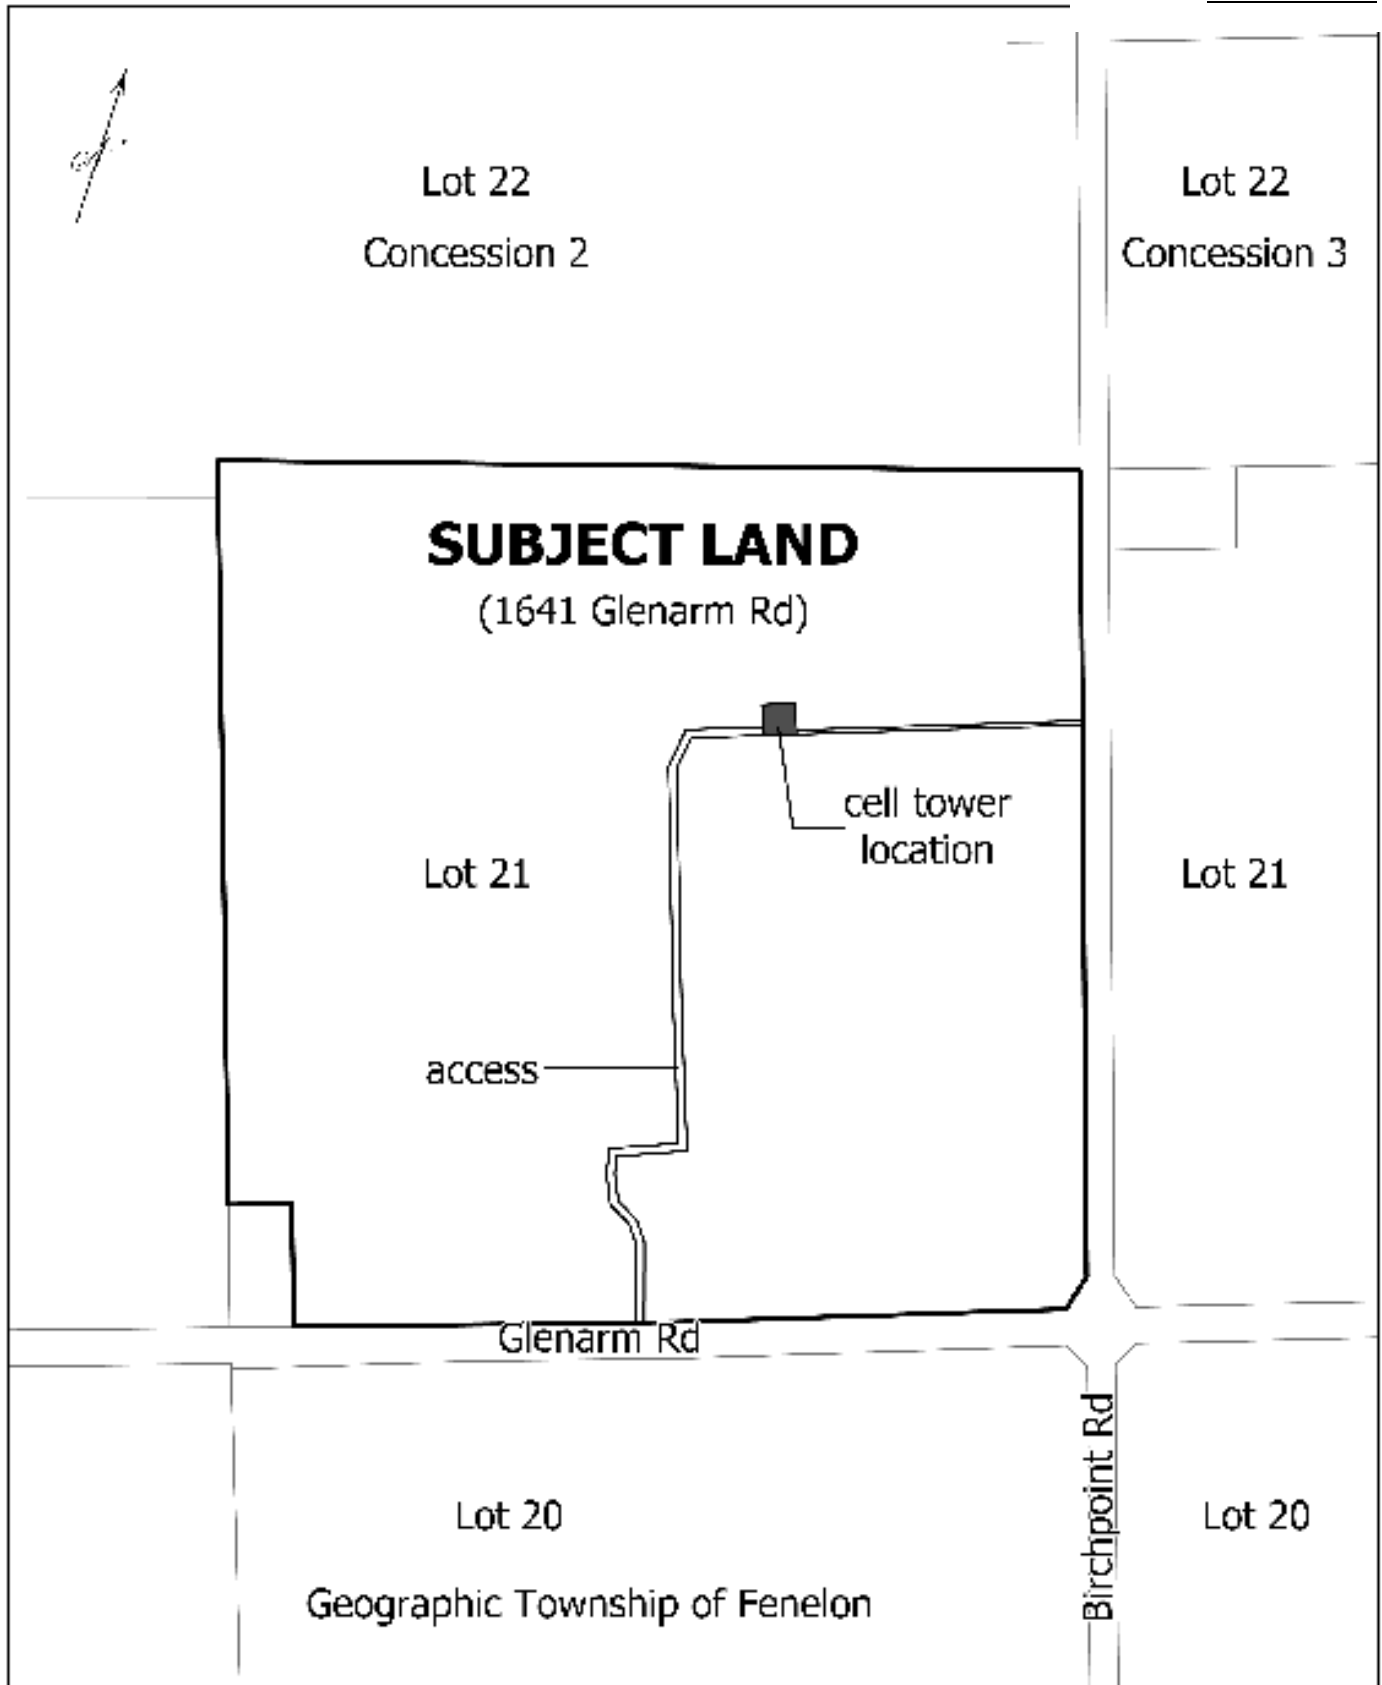 Lot 22
Concession 2
Lot 22
Concession 3
SUBJECT LAND
(1641 Glenarm Rd)
cell tower
location
Lot 21
Lot 21
access
Glenarm Rd
Birchpoint Rd
Lot 20
Lot 20
Geographic Township of Fenelon